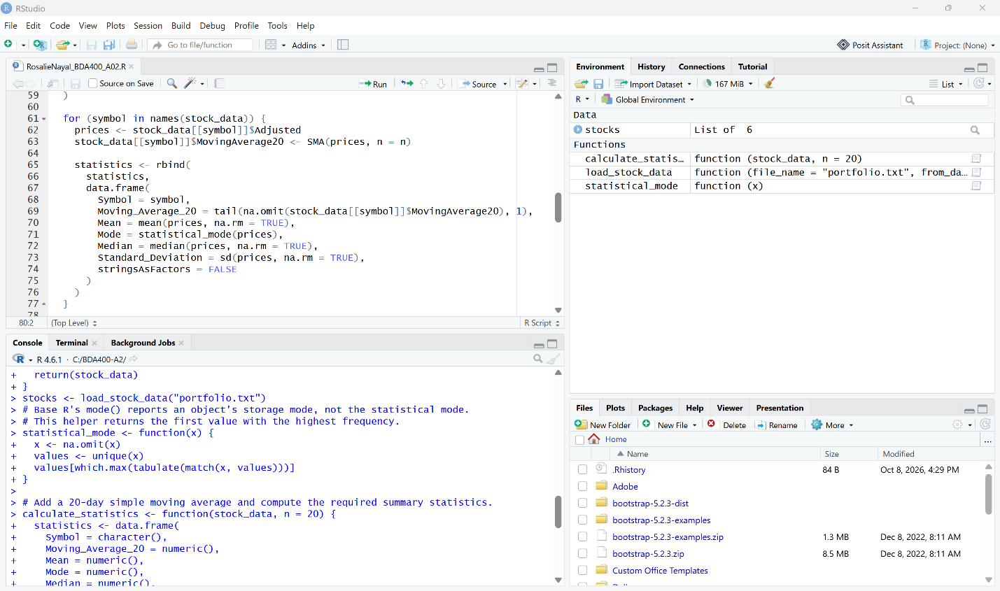 RStudio
File Edit Code View Plots Session Build Debug Profile Tools Help
Go to file/function Addins Posit Assistant Project: (None)
RosalieNayal_BDA400_A02.R
Source on Save Run Source
59 )
60
61 for (symbol in names(stock_data)) {
62 prices <- stock_data[[symbol]]$Adjusted
63 stock_data[[symbol]]$MovingAverage20 <- SMA(prices, n = n)
64
65 statistics <- rbind(
66 statistics,
67 data.frame(
68 Symbol = symbol,
69 Moving_Average_20 = tail(na.omit(stock_data[[symbol]]$MovingAverage20), 1),
70 Mean = mean(prices, na.rm = TRUE),
71 Mode = statistical_mode(prices),
72 Median = median(prices, na.rm = TRUE),
73 Standard_Deviation = sd(prices, na.rm = TRUE),
74 stringsAsFactors = FALSE
75 )
76 )
77 }
78
80:2 (Top Level) R Script
Console Terminal Background Jobs
R 4.6.1 · C:/BDA400-A2/
+ return(stock_data)
+ }
> stocks <- load_stock_data("portfolio.txt")
> # Base R's mode() reports an object's storage mode, not the statistical mode.
> # This helper returns the first value with the highest frequency.
> statistical_mode <- function(x) {
+ x <- na.omit(x)
+ values <- unique(x)
+ values[which.max(tabulate(match(x, values)))]
+ }
>
> # Add a 20-day simple moving average and compute the required summary statistics.
> calculate_statistics <- function(stock_data, n = 20) {
+ statistics <- data.frame(
+ Symbol = character(),
+ Moving_Average_20 = numeric(),
+ Mean = numeric(),
+ Mode = numeric(),
+ Median = numeric(),
Environment History Connections Tutorial
Import Dataset 167 MiB List
R Global Environment
Data
stocks List of 6
Functions
calculate_statis… function (stock_data, n = 20)
load_stock_data function (file_name = "portfolio.txt", from_da…
statistical_mode function (x)
Files Plots Packages Help Viewer Presentation
New Folder New File Delete Rename More
Home ...
Name Size Modified
.Rhistory 84 B Oct 8, 2026, 4:29 PM
Adobe
bootstrap-5.2.3-dist
bootstrap-5.2.3-examples
bootstrap-5.2.3-examples.zip 1.3 MB Dec 8, 2022, 8:11 AM
bootstrap-5.2.3.zip 8.5 MB Dec 8, 2022, 8:11 AM
Custom Office Templates